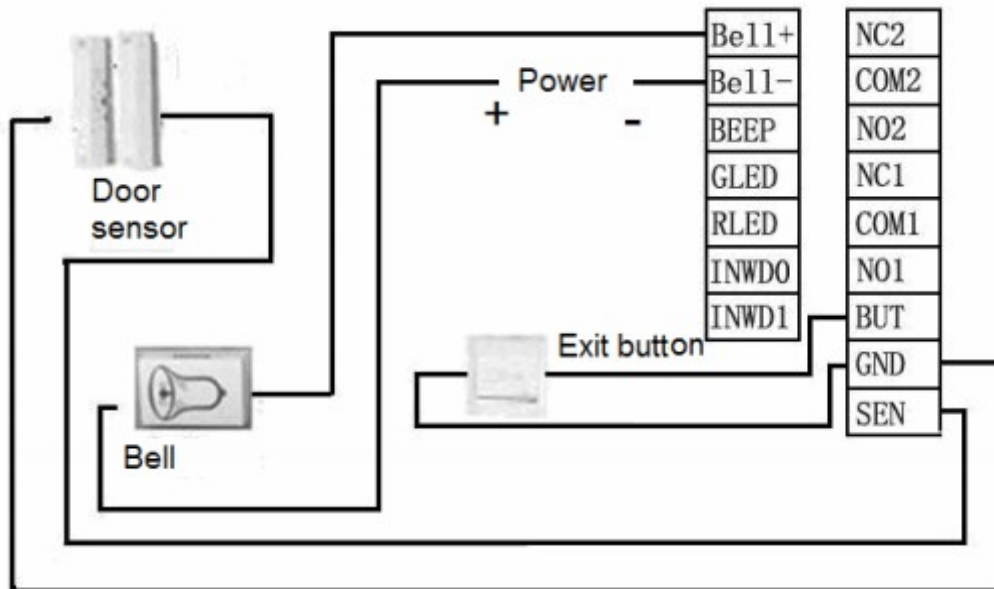 Door
sensor
Bell
Power
+ -
Exit button
Bell+
Bell-
BEEP
GLED
RLED
INWD0
INWD1
NC2
COM2
NO2
NC1
COM1
NO1
BUT
GND
SEN